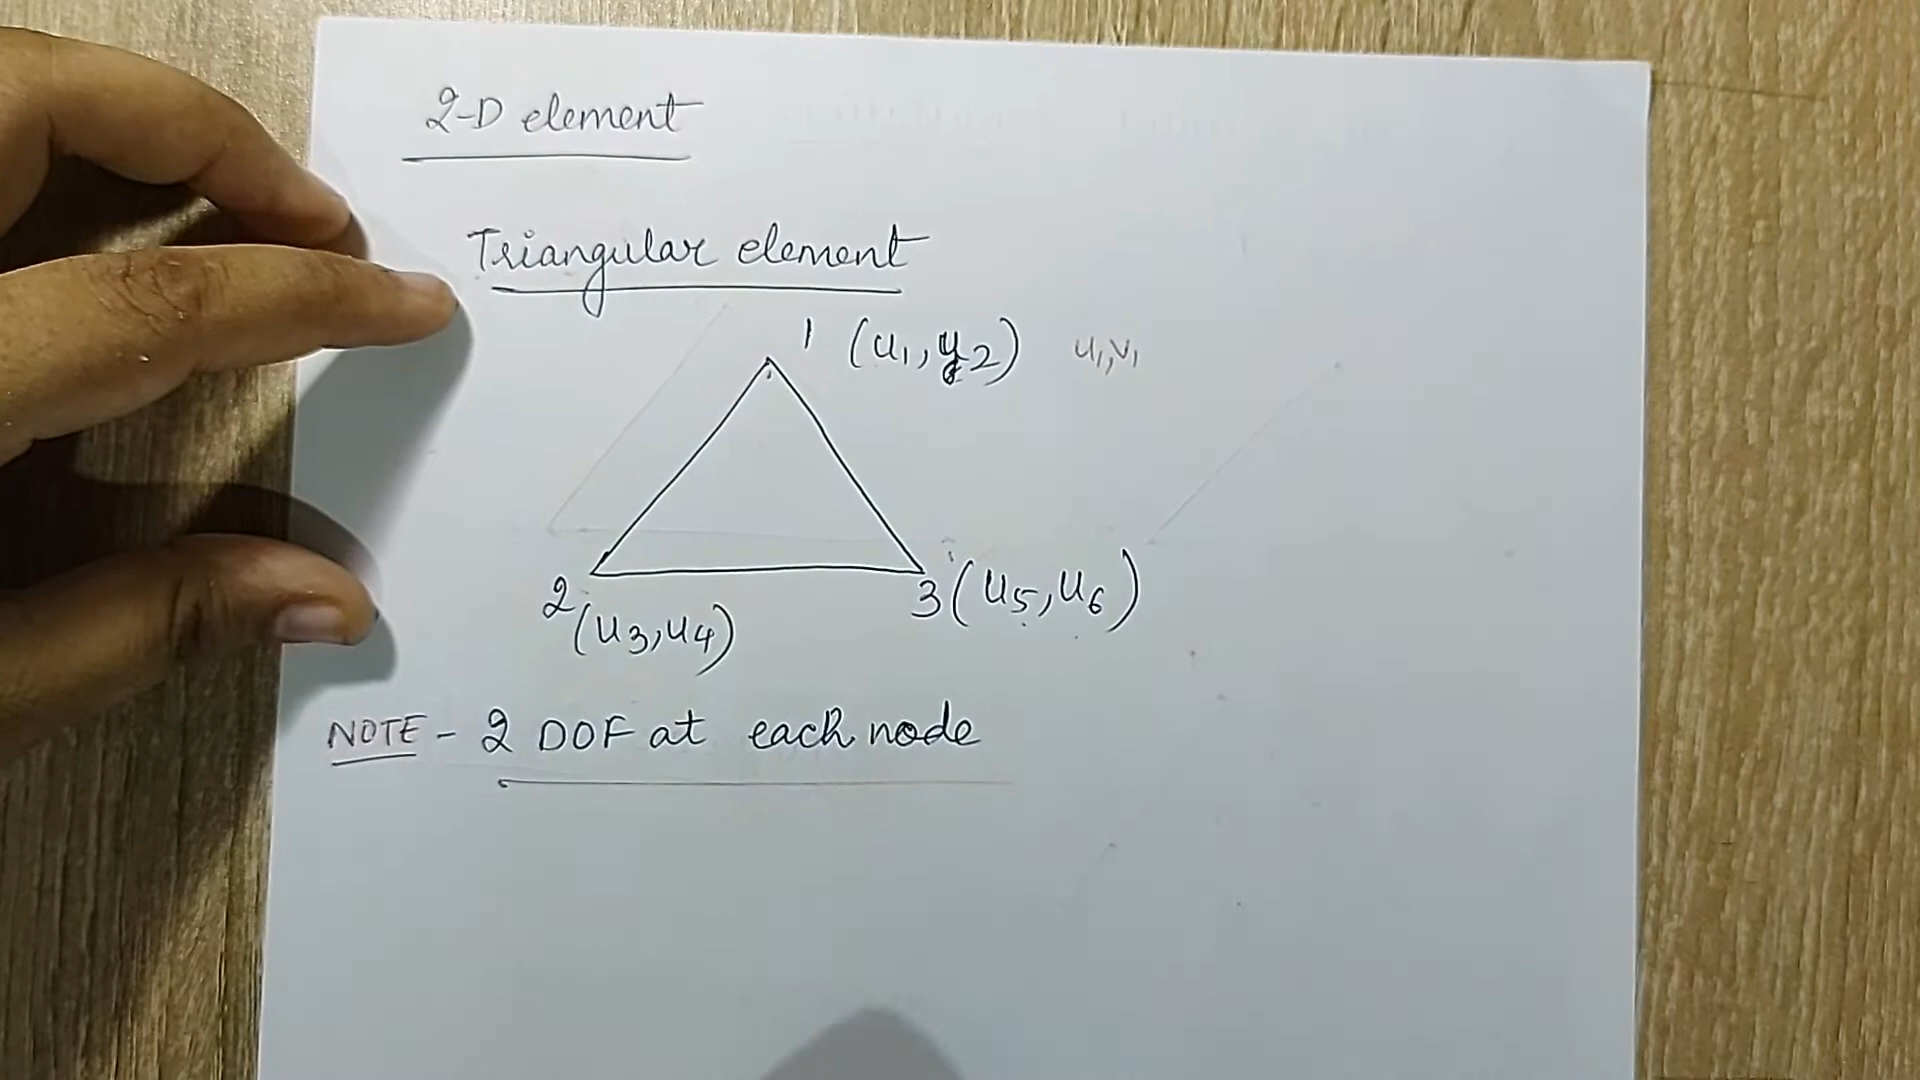 2-D element
Triangular element
1 (u1, y2) u1,v1
2 (u3,u4)
3 (u5,u6)
NOTE - 2 DOF at each node